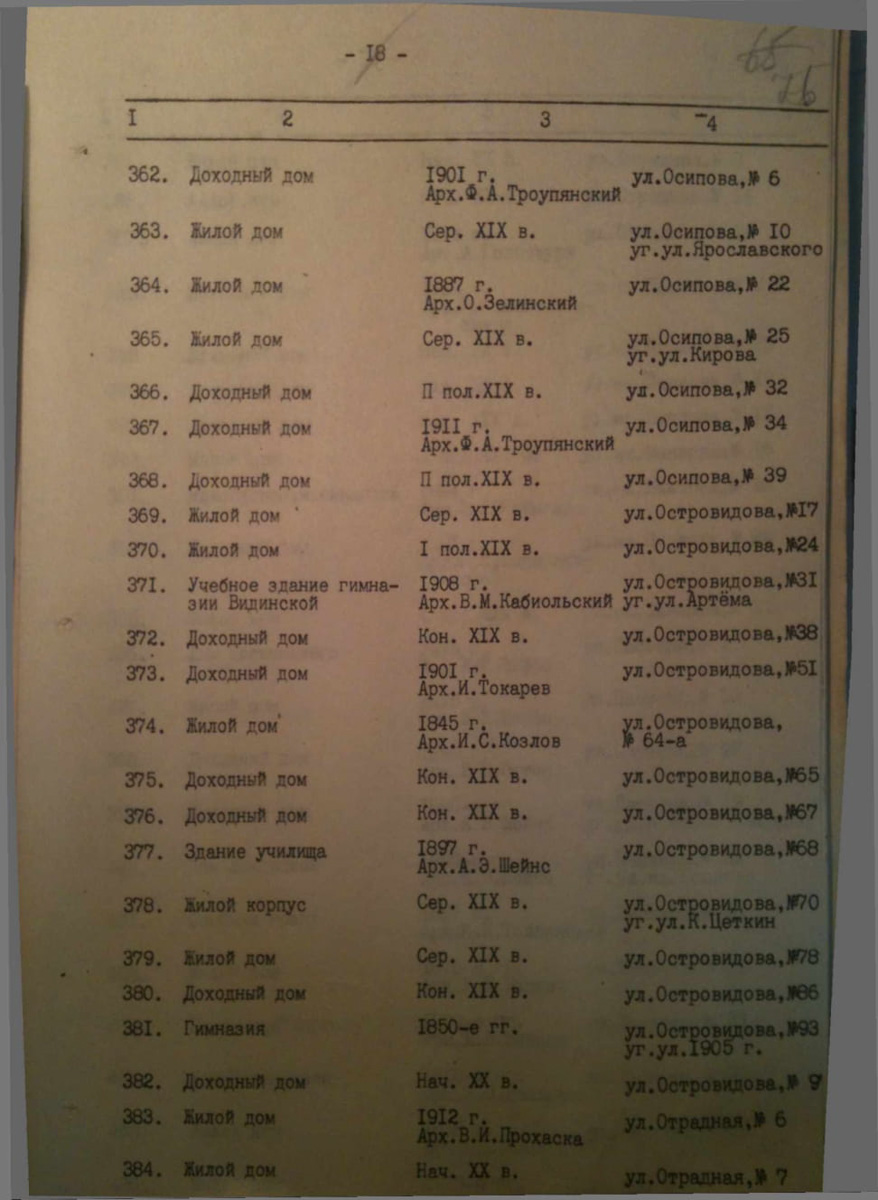 - I8 -
65
76
I 2 3 4
362. Доходный дом I90I г. ул.Осипова,№ 6
Арх.Ф.А.Троупянский
363. Жилой дом Сер. XIX в. ул.Осипова,№ I0
уг.ул.Ярославского
364. Жилой дом I887 г. ул.Осипова,№ 22
Арх.О.Зелинский
365. Жилой дом Сер. XIX в. ул.Осипова,№ 25
уг.ул.Кирова
366. Доходный дом П пол.XIX в. ул.Осипова,№ 32
367. Доходный дом I9II г. ул.Осипова,№ 34
Арх.Ф.А.Троупянский
368. Доходный дом П пол.XIX в. ул.Осипова,№ 39
369. Жилой дом Сер. XIX в. ул.Островидова,№I7
370. Жилой дом I пол.XIX в. ул.Островидова,№24
37I. Учебное здание гимна- I908 г. ул.Островидова,№3I
зии Видинской Арх.В.М.Кабиольский уг.ул.Артёма
372. Доходный дом Кон. XIX в. ул.Островидова,№38
373. Доходный дом I90I г. ул.Островидова,№5I
Арх.И.Токарев
374. Жилой дом I845 г. ул.Островидова,
Арх.И.С.Козлов № 64-а
375. Доходный дом Кон. XIX в. ул.Островидова,№65
376. Доходный дом Кон. XIX в. ул.Островидова,№67
377. Здание училища I897 г. ул.Островидова,№68
Арх.А.Э.Шейнс
378. Жилой корпус Сер. XIX в. ул.Островидова,№70
уг.ул.К.Цеткин
379. Жилой дом Сер. XIX в. ул.Островидова,№78
380. Доходный дом Кон. XIX в. ул.Островидова,№86
38I. Гимназия I850-е гг. ул.Островидова,№93
уг.ул.I905 г.
382. Доходный дом Нач. XX в. ул.Островидова,№ 9
383. Жилой дом I9I2 г. ул.Отрадная,№ 6
Арх.В.И.Прохаска
384. Жилой дом Нач. XX в. ул.Отрадная,№ 7